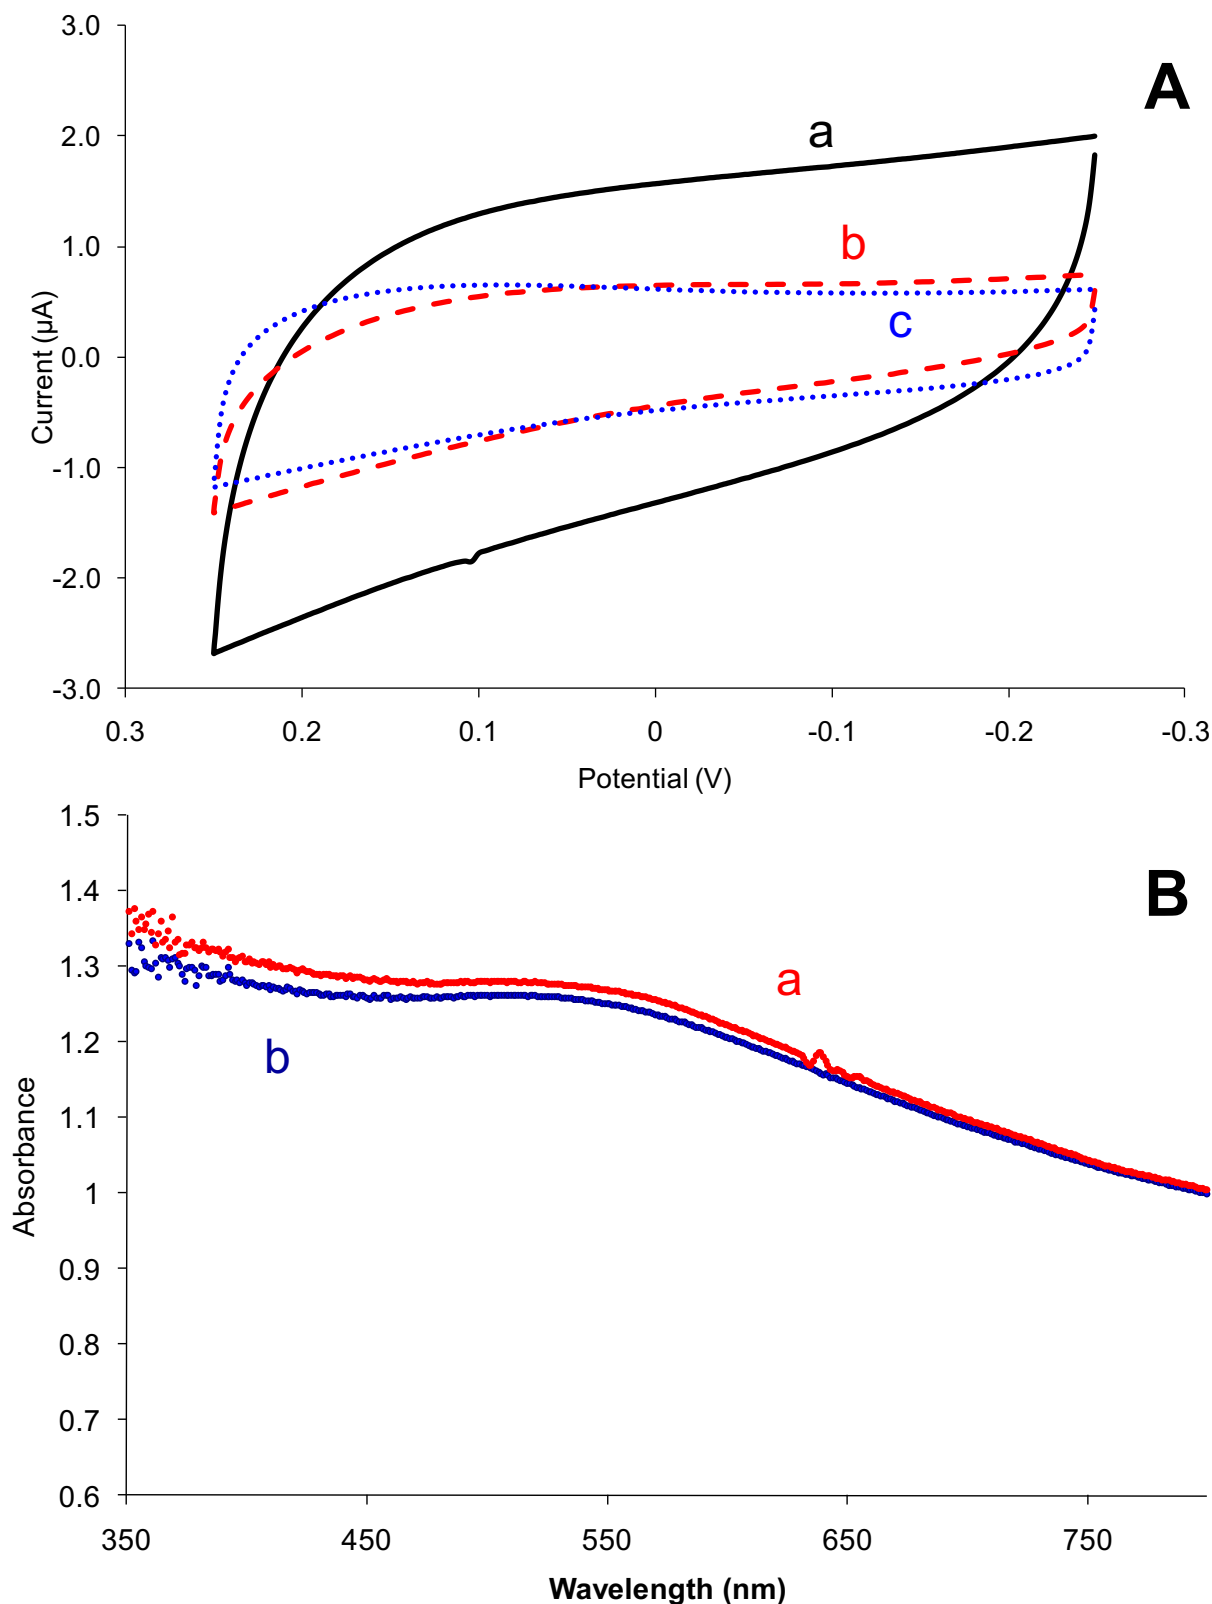 3.0
A
2.0
a
1.0
b
c
0.0
-1.0
-2.0
-3.0
Current (µA)
0.3 0.2 0.1 0 -0.1 -0.2 -0.3
Potential (V)
1.5
1.4
B
1.3
a
1.2
b
1.1
1
0.9
0.8
0.7
0.6
Absorbance
350 450 550 650 750
Wavelength (nm)